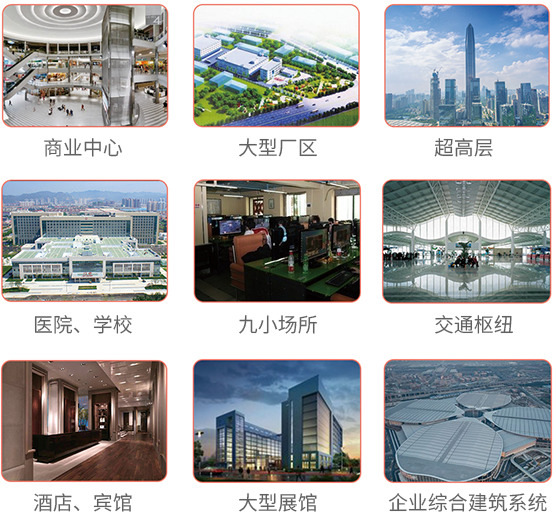 商业中心
大型厂区
超高层
医院、学校
九小场所
交通枢纽
酒店、宾馆
大型展馆
企业综合建筑系统